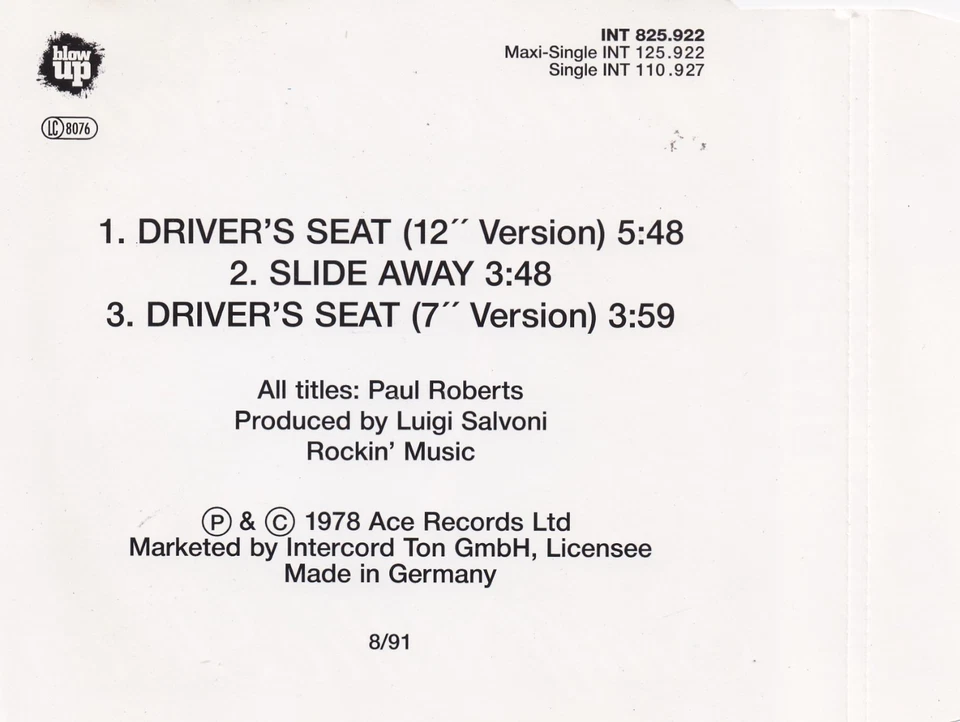 blow
up
LC 8076
INT 825.922
Maxi-Single INT 125.922
Single INT 110.927
1. DRIVER'S SEAT (12´´ Version) 5:48
2. SLIDE AWAY 3:48
3. DRIVER'S SEAT (7´´ Version) 3:59
All titles: Paul Roberts
Produced by Luigi Salvoni
Rockin' Music
Ⓟ & Ⓒ 1978 Ace Records Ltd
Marketed by Intercord Ton GmbH, Licensee
Made in Germany
8/91